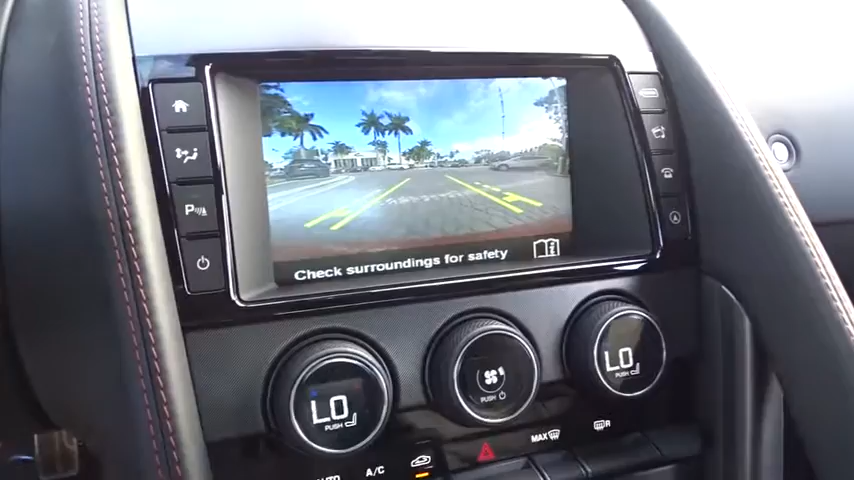 P
Check surroundings for safety
LO
PUSH
PUSH
LO
PUSH
A/C
MAX